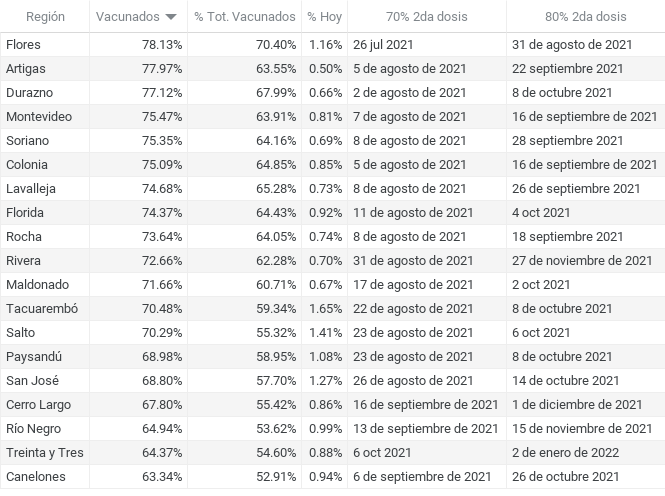 Región Vacunados % Tot. Vacunados % Hoy 70% 2da dosis 80% 2da dosis
Flores 78.13% 70.40% 1.16% 26 jul 2021 31 de agosto de 2021
Artigas 77.97% 63.55% 0.50% 5 de agosto de 2021 22 septiembre 2021
Durazno 77.12% 67.99% 0.66% 2 de agosto de 2021 8 de octubre 2021
Montevideo 75.47% 63.91% 0.81% 7 de agosto de 2021 16 de septiembre de 2021
Soriano 75.35% 64.16% 0.69% 8 de agosto de 2021 28 septiembre 2021
Colonia 75.09% 64.85% 0.85% 5 de agosto de 2021 16 de septiembre de 2021
Lavalleja 74.68% 65.28% 0.73% 8 de agosto de 2021 26 de septiembre 2021
Florida 74.37% 64.43% 0.92% 11 de agosto de 2021 4 oct 2021
Rocha 73.64% 64.05% 0.74% 8 de agosto de 2021 18 septiembre 2021
Rivera 72.66% 62.28% 0.70% 31 de agosto de 2021 27 de noviembre de 2021
Maldonado 71.66% 60.71% 0.67% 17 de agosto de 2021 2 oct 2021
Tacuarembó 70.48% 59.34% 1.65% 22 de agosto de 2021 8 de octubre 2021
Salto 70.29% 55.32% 1.41% 23 de agosto de 2021 6 oct 2021
Paysandú 68.98% 58.95% 1.08% 23 de agosto de 2021 8 de octubre 2021
San José 68.80% 57.70% 1.27% 26 de agosto de 2021 14 de octubre 2021
Cerro Largo 67.80% 55.42% 0.86% 16 de septiembre de 2021 1 de diciembre de 2021
Río Negro 64.94% 53.62% 0.99% 13 de septiembre de 2021 15 de noviembre de 2021
Treinta y Tres 64.37% 54.60% 0.88% 6 oct 2021 2 de enero de 2022
Canelones 63.34% 52.91% 0.94% 6 de septiembre de 2021 26 de octubre 2021